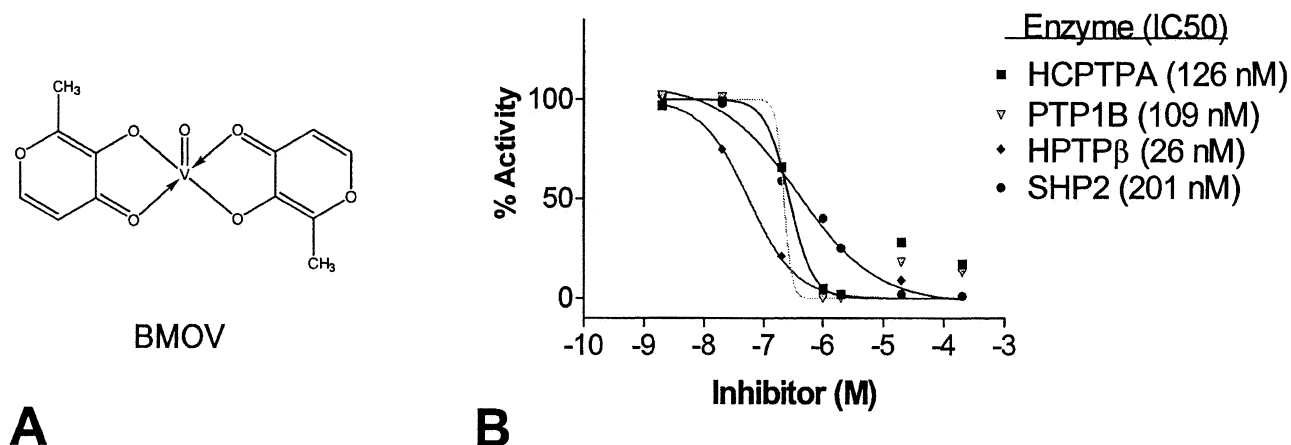 CH₃
O
O
O
O
V
O
O
O
CH₃
BMOV
A
% Activity
100
50
0
-10
-9
-8
-7
-6
-5
-4
-3
Inhibitor (M)
B
Enzyme (IC50)
HCPTPA (126 nM)
PTP1B (109 nM)
HPTPβ (26 nM)
SHP2 (201 nM)